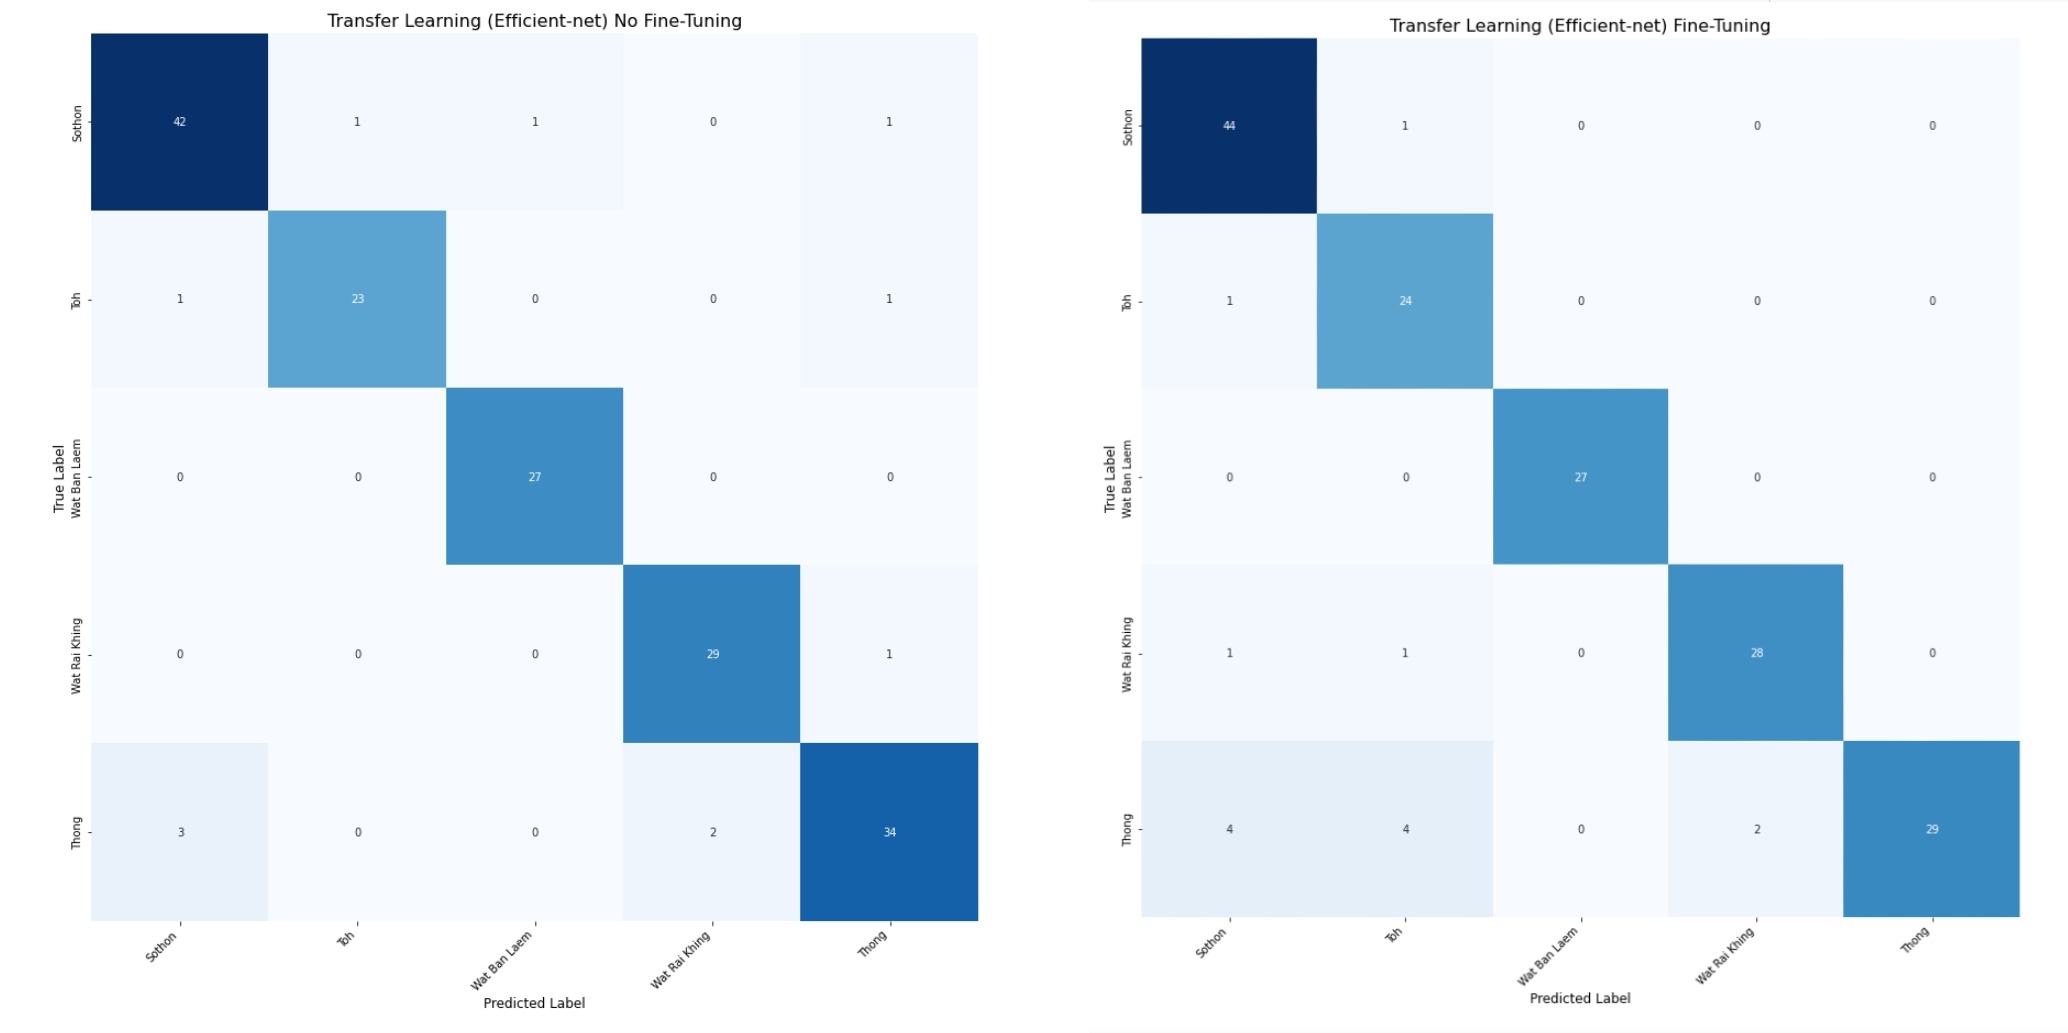 Transfer Learning (Efficient-net) No Fine-Tuning
True Label
Sothon
42 1 1 0 1
Toh
1 23 0 0 1
Wat Ban Laem
0 0 27 0 0
Wat Rai Khing
0 0 0 29 1
Thong
3 0 0 2 34
Sothon Toh Wat Ban Laem Wat Rai Khing Thong
Predicted Label
Transfer Learning (Efficient-net) Fine-Tuning
True Label
Sothon
44 1 0 0 0
Toh
1 24 0 0 0
Wat Ban Laem
0 0 27 0 0
Wat Rai Khing
1 1 0 28 0
Thong
4 4 0 2 29
Sothon Toh Wat Ban Laem Wat Rai Khing Thong
Predicted Label